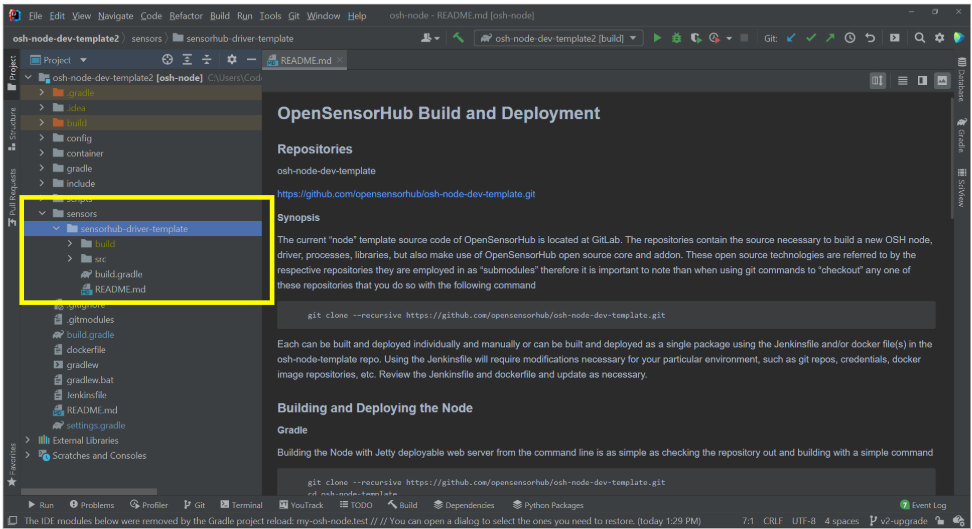 File Edit View Navigate Code Refactor Build Run Tools Git Window Help osh-node - README.md [osh-node]
osh-node-dev-template2 sensors sensorhub-driver-template osh-node-dev-template2 [build] Git:
Project README.md
osh-node-dev-template2 [osh-node] C:\Users\Cod
.gradle
.idea
build
config
container
gradle
include
scripts
sensors
sensorhub-driver-template
build
src
build.gradle
README.md
.gitignore
.gitmodules
build.gradle
dockerfile
gradlew
gradlew.bat
Jenkinsfile
README.md
settings.gradle
External Libraries
Scratches and Consoles
Project
Structure
Pull Requests
Favorites
OpenSensorHub Build and Deployment
Repositories
osh-node-dev-template
https://github.com/opensensorhub/osh-node-dev-template.git
Synopsis
The current “node” template source code of OpenSensorHub is located at GitLab. The repositories contain the source necessary to build a new OSH node,
driver, processes, libraries, but also make use of OpenSensorHub open source core and addon. These open source technologies are referred to by the
respective repositories they are employed in as “submodules” therefore it is important to note than when using git commands to “checkout” any one of
these repositories that you do so with the following command
git clone --recursive https://github.com/opensensorhub/osh-node-dev-template.git
Each can be built and deployed individually and manually or can be built and deployed as a single package using the Jenkinsfile and/or docker file(s) in the
osh-node-template repo. Using the Jenkinsfile will require modifications necessary for your particular environment, such as git repos, credentials, docker
image repositories, etc. Review the Jenkinsfile and dockerfile and update as necessary.
Building and Deploying the Node
Gradle
Building the Node with Jetty deployable web server from the command line is as simple as checking the repository out and building with a simple command
git clone --recursive https://github.com/opensensorhub/osh-node-dev-template.git
cd osh-node-template
Database
Gradle
SciView
Run Problems Profiler Git Terminal YouTrack TODO Build Dependencies Python Packages 7 Event Log
The IDE modules below were removed by the Gradle project reload: my-osh-node.test // // You can open a dialog to select the ones you need to restore. (today 1:29 PM) 7:1 CRLF UTF-8 4 spaces v2-upgrade